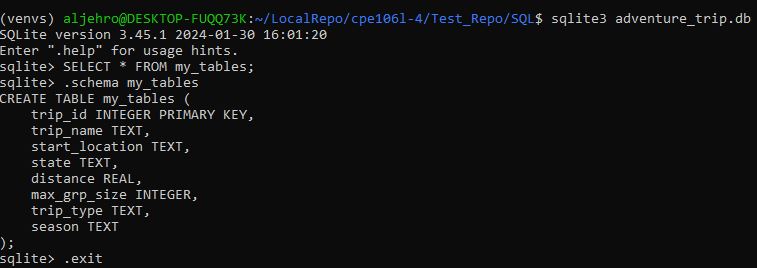 (venvs) aljehro@DESKTOP-FUQQ73K:~/LocalRepo/cpe106l-4/Test_Repo/SQL$ sqlite3 adventure_trip.db
SQLite version 3.45.1 2024-01-30 16:01:20
Enter ".help" for usage hints.
sqlite> SELECT * FROM my_tables;
sqlite> .schema my_tables
CREATE TABLE my_tables (
    trip_id INTEGER PRIMARY KEY,
    trip_name TEXT,
    start_location TEXT,
    state TEXT,
    distance REAL,
    max_grp_size INTEGER,
    trip_type TEXT,
    season TEXT
);
sqlite> .exit